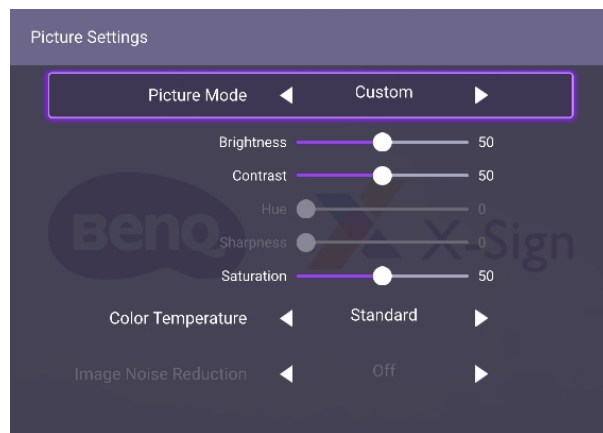 Picture Settings
Picture Mode Custom
Brightness 50
Contrast 50
Hue 0
Sharpness 0
BenQ X-Sign
Saturation 50
Color Temperature Standard
Image Noise Reduction Off